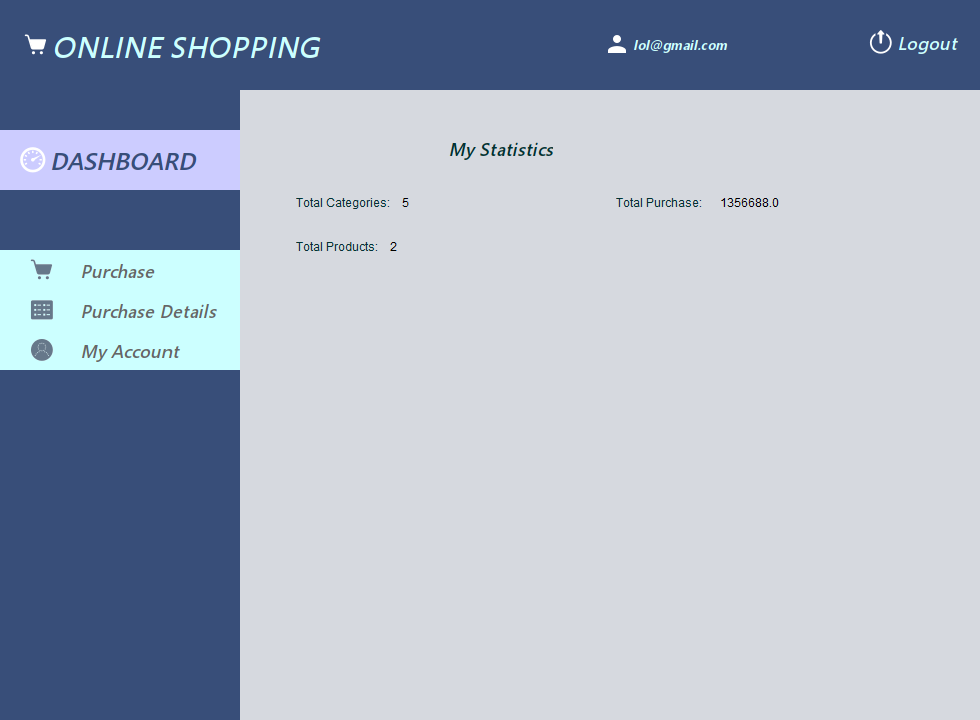 ONLINE SHOPPING
lol@gmail.com
Logout
DASHBOARD
My Statistics
Total Categories: 5
Total Purchase: 1356688.0
Total Products: 2
Purchase
Purchase Details
My Account